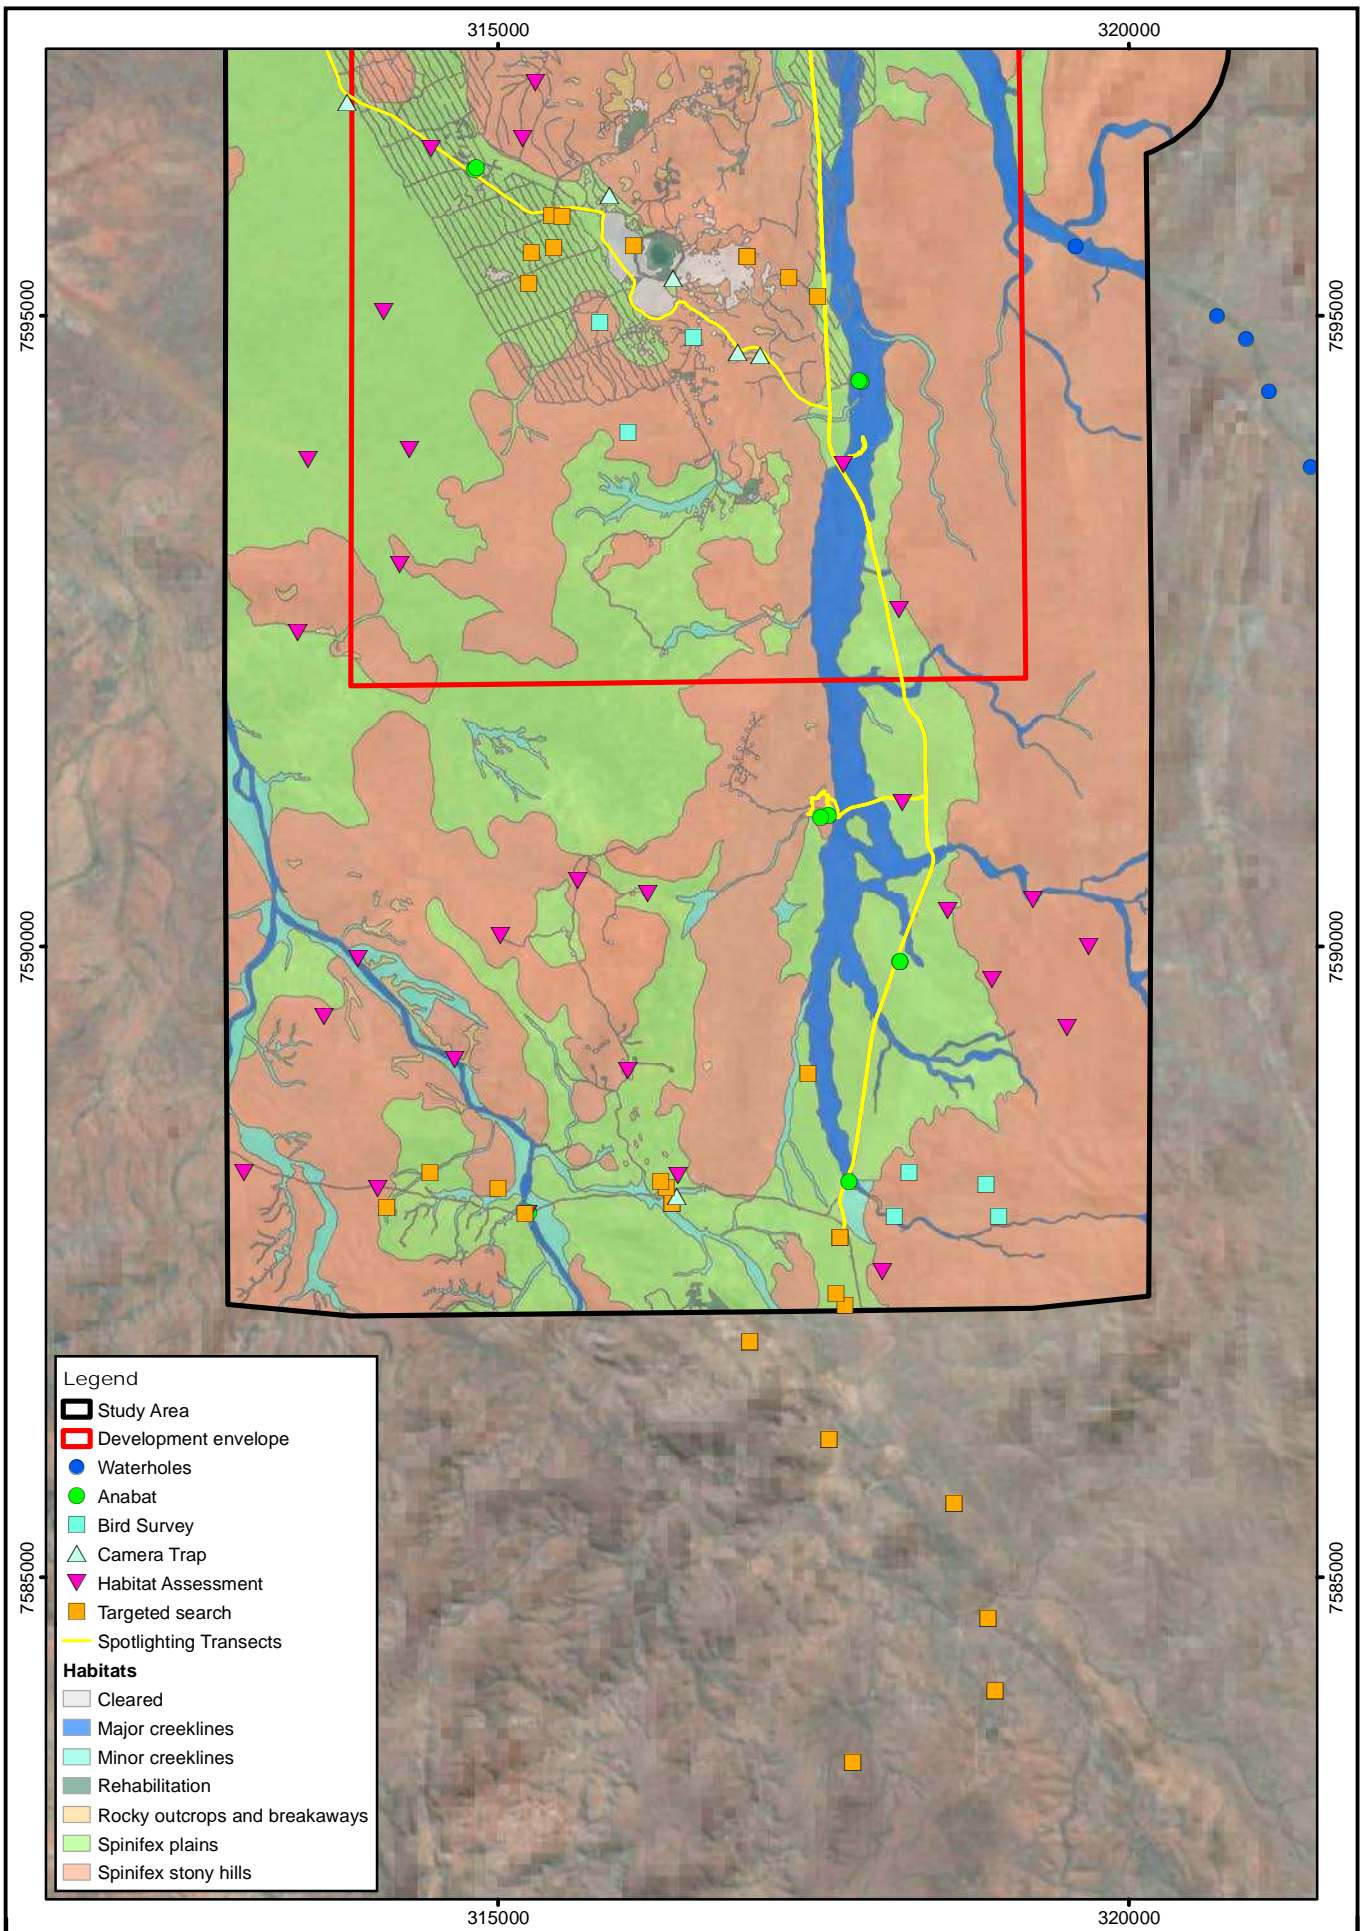 315000 320000
7595000 7595000
7590000 7590000
7585000 7585000
Legend
Study Area
Development envelope
Waterholes
Anabat
Bird Survey
Camera Trap
Habitat Assessment
Targeted search
Spotlighting Transects
Habitats
Cleared
Major creeklines
Minor creeklines
Rehabilitation
Rocky outcrops and breakaways
Spinifex plains
Spinifex stony hills
315000 320000